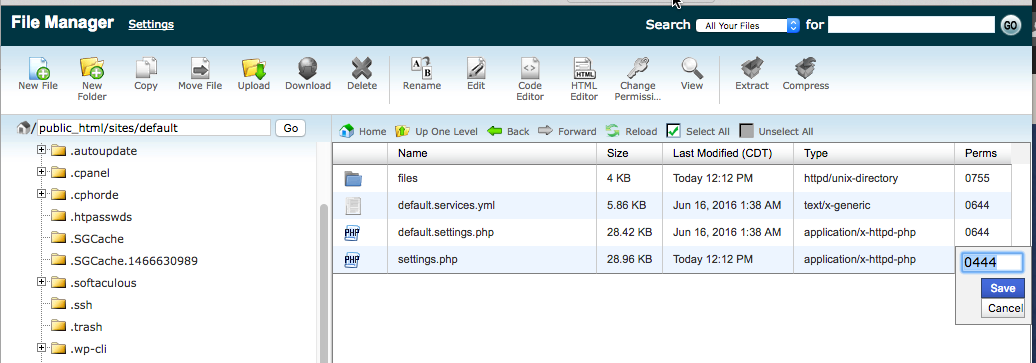 File Manager Settings Search All Your Files for GO
New File New Folder Copy Move File Upload Download Delete Rename Edit Code Editor HTML Editor Change Permissi... View Extract Compress
/ public_html/sites/default Go Home Up One Level Back Forward Reload Select All Unselect All
Name Size Last Modified (CDT) Type Perms
.autoupdate
.cpanel
.cphorde
.htpasswds
.SGCache
.SGCache.1466630989
.softaculous
.ssh
.trash
.wp-cli
files 4 KB Today 12:12 PM httpd/unix-directory 0755
default.services.yml 5.86 KB Jun 16, 2016 1:38 AM text/x-generic 0644
default.settings.php 28.42 KB Jun 16, 2016 1:38 AM application/x-httpd-php 0644
settings.php 28.96 KB Today 12:12 PM application/x-httpd-php 0444
Save
Cancel